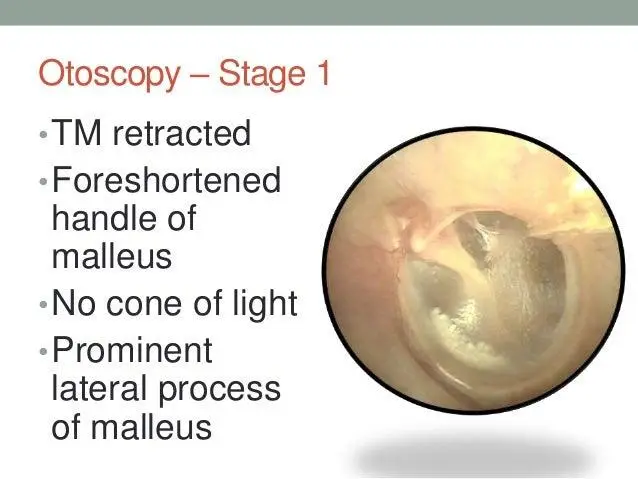 Otoscopy – Stage 1
•TM retracted
•Foreshortened
handle of
malleus
•No cone of light
•Prominent
lateral process
of malleus